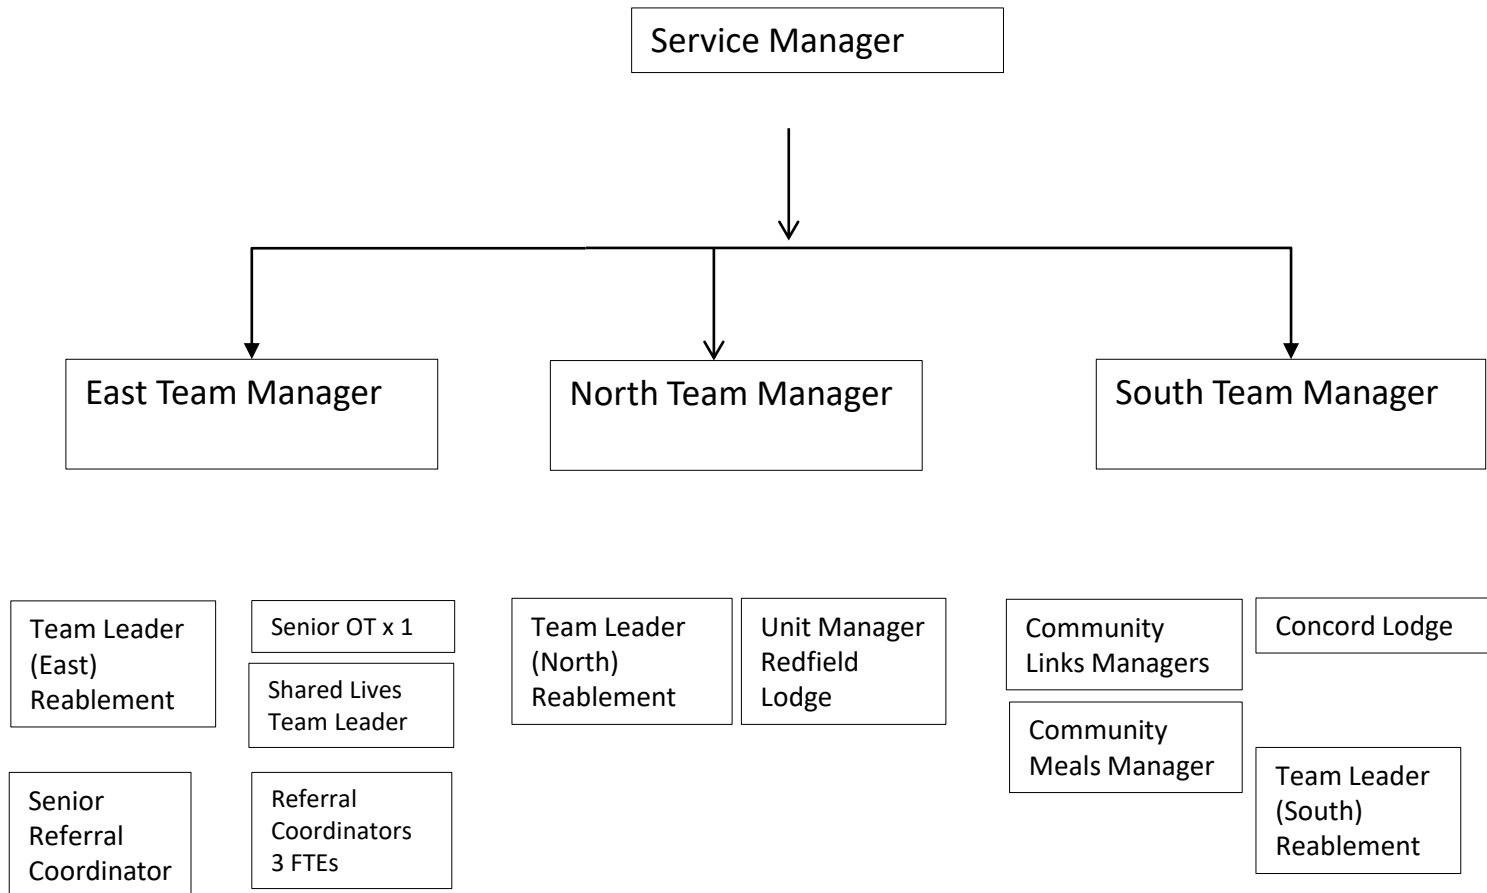 Service Manager
East Team Manager
North Team Manager
South Team Manager
Team Leader
(East)
Reablement
Senior OT x 1
Shared Lives
Team Leader
Senior
Referral
Coordinator
Referral
Coordinators
3 FTEs
Team Leader
(North)
Reablement
Unit Manager
Redfield
Lodge
Community
Links Managers
Community
Meals Manager
Concord Lodge
Team Leader
(South)
Reablement